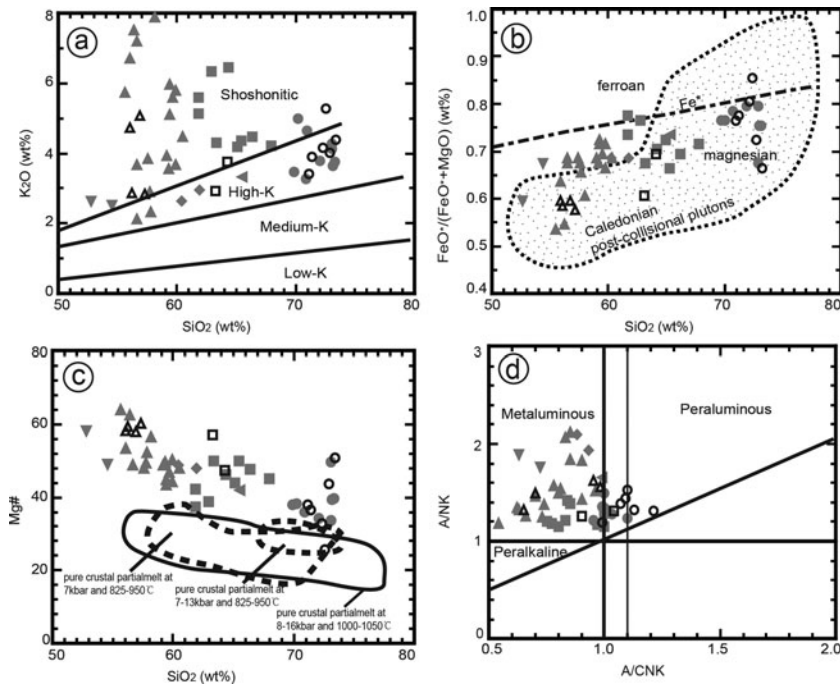 a
8
6
4
2
0
K2O (wt%)
Shoshonitic
High-K
Medium-K
Low-K
50
60
70
80
SiO2 (wt%)
b
1.0
0.9
0.8
0.7
0.6
0.5
0.4
FeO*/(FeO*+MgO) (wt%)
ferroan
Fe*
magnesian
Caledonian
post-collisional plutons
50
60
70
80
SiO2 (wt%)
c
80
60
40
20
0
Mg#
pure crustal partialmelt at
7kbar and 825-950℃
pure crustal partialmelt at
7-13kbar and 825-950℃
pure crustal partialmelt at
8-16kbar and 1000-1050℃
50
60
70
80
SiO2 (wt%)
d
3
2
1
0
A/NK
Metaluminous
Peraluminous
Peralkaline
0.5
1.0
1.5
2.0
A/CNK